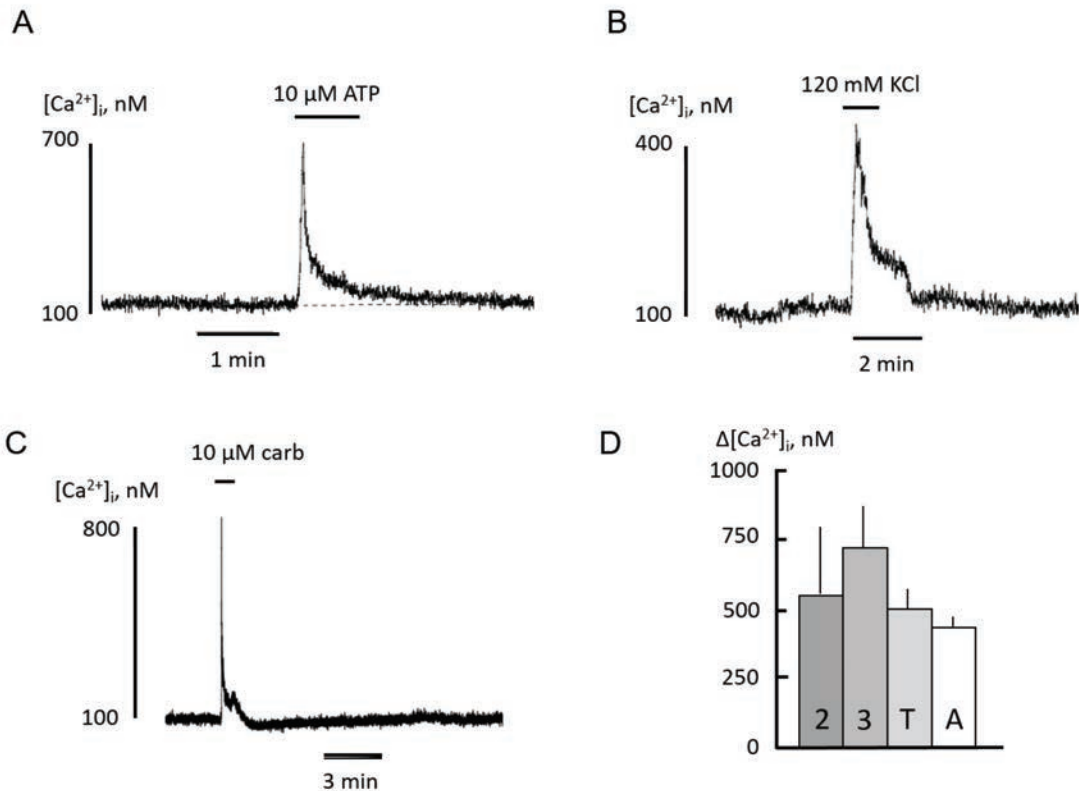 A
[Ca²⁺]ᵢ, nM
10 µM ATP
700
100
1 min
B
[Ca²⁺]ᵢ, nM
120 mM KCl
400
100
2 min
C
[Ca²⁺]ᵢ, nM
10 µM carb
800
100
3 min
D
Δ[Ca²⁺]ᵢ, nM
1000
750
500
250
0
2 3 T A